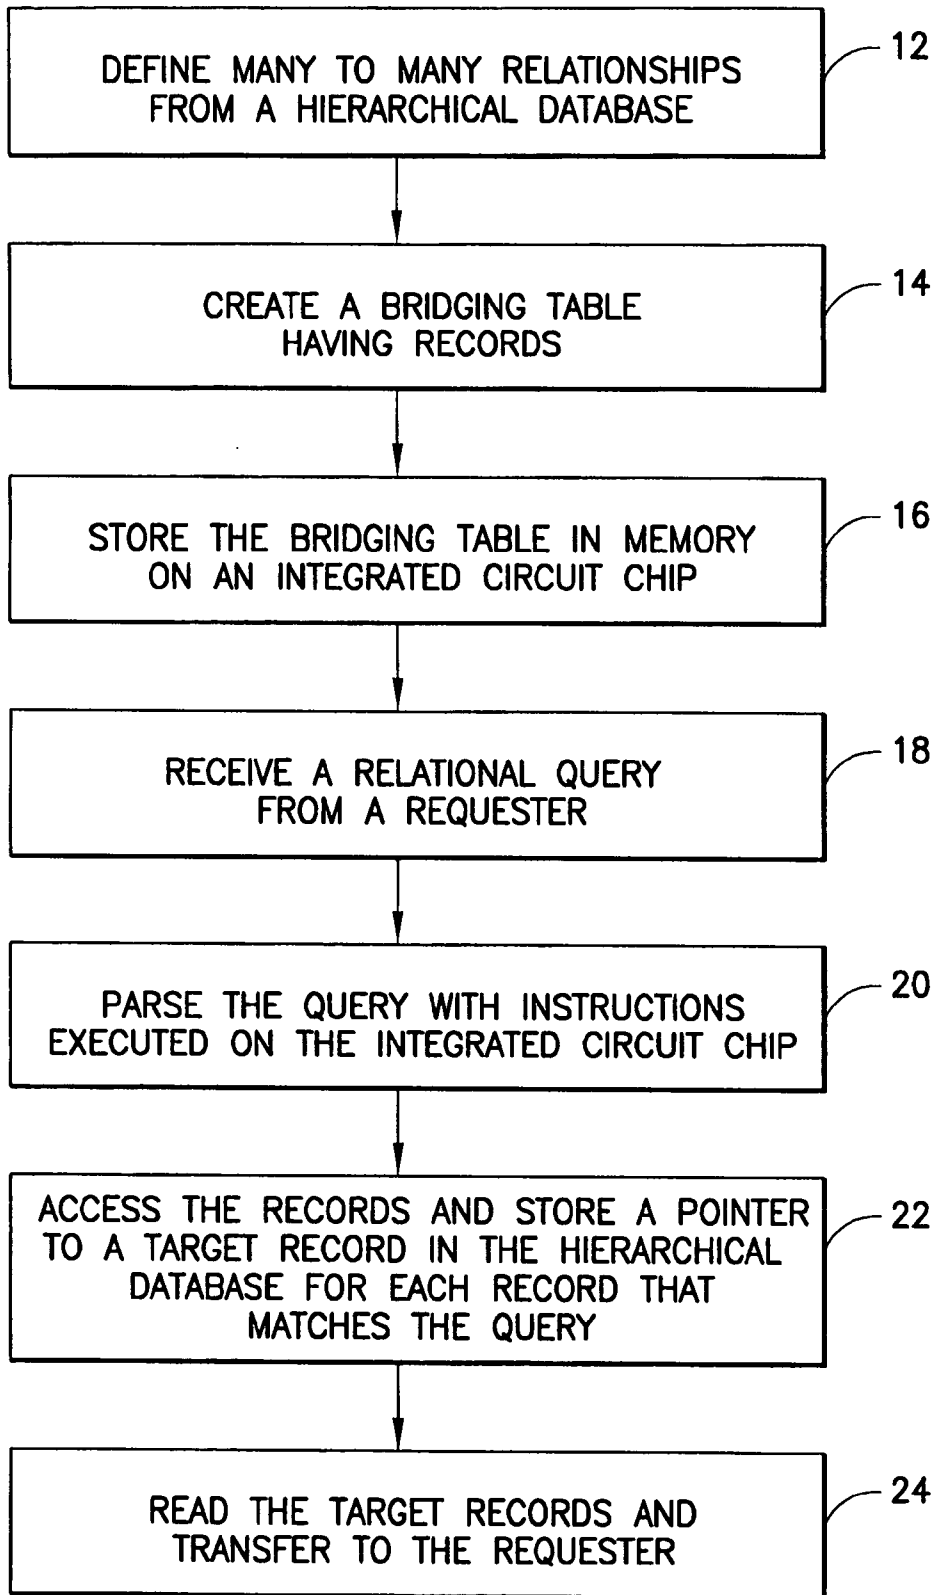 DEFINE MANY TO MANY RELATIONSHIPS
FROM A HIERARCHICAL DATABASE
12
CREATE A BRIDGING TABLE
HAVING RECORDS
14
STORE THE BRIDGING TABLE IN MEMORY
ON AN INTEGRATED CIRCUIT CHIP
16
RECEIVE A RELATIONAL QUERY
FROM A REQUESTER
18
PARSE THE QUERY WITH INSTRUCTIONS
EXECUTED ON THE INTEGRATED CIRCUIT CHIP
20
ACCESS THE RECORDS AND STORE A POINTER
TO A TARGET RECORD IN THE HIERARCHICAL
DATABASE FOR EACH RECORD THAT
MATCHES THE QUERY
22
READ THE TARGET RECORDS AND
TRANSFER TO THE REQUESTER
24